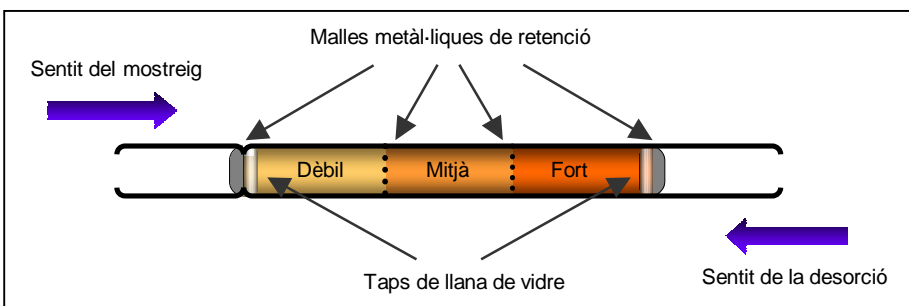 Malles metàl·liques de retenció
Sentit del mostreig
Dèbil
Mitjà
Fort
Taps de llana de vidre
Sentit de la desorció